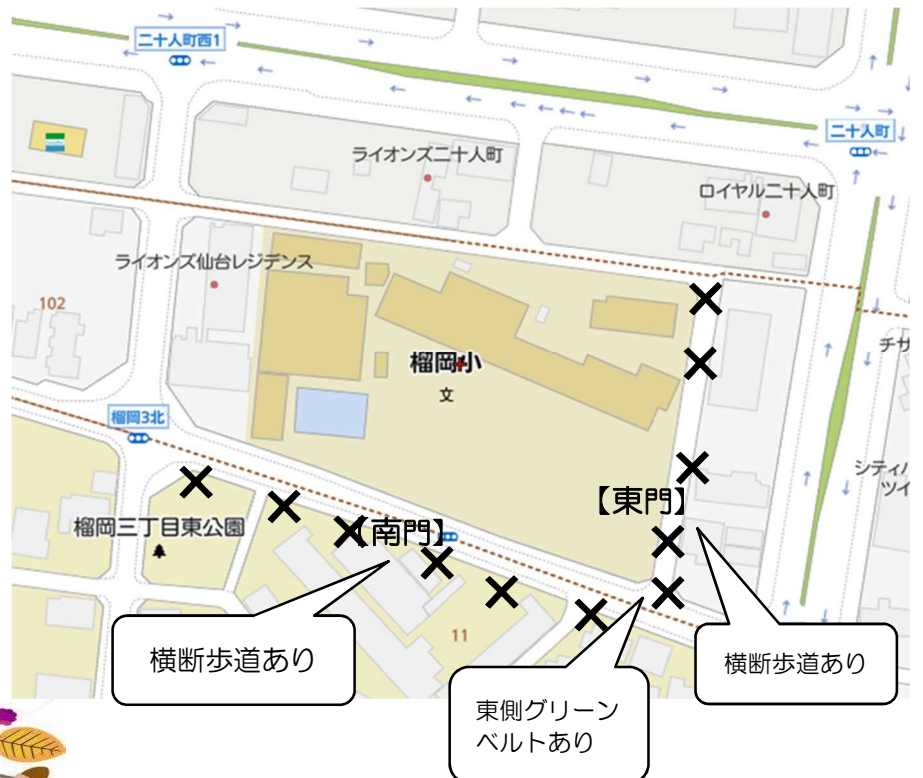 二十人町西1
二十人町
ライオンズ二十人町
ロイヤル二十人町
ライオンズ仙台レジデンス
102
チサ
榴岡小
文
榴岡3北
シティハ
ツイ
【東門】
【南門】
榴岡三丁目東公園
11
横断歩道あり
横断歩道あり
東側グリーン
ベルトあり